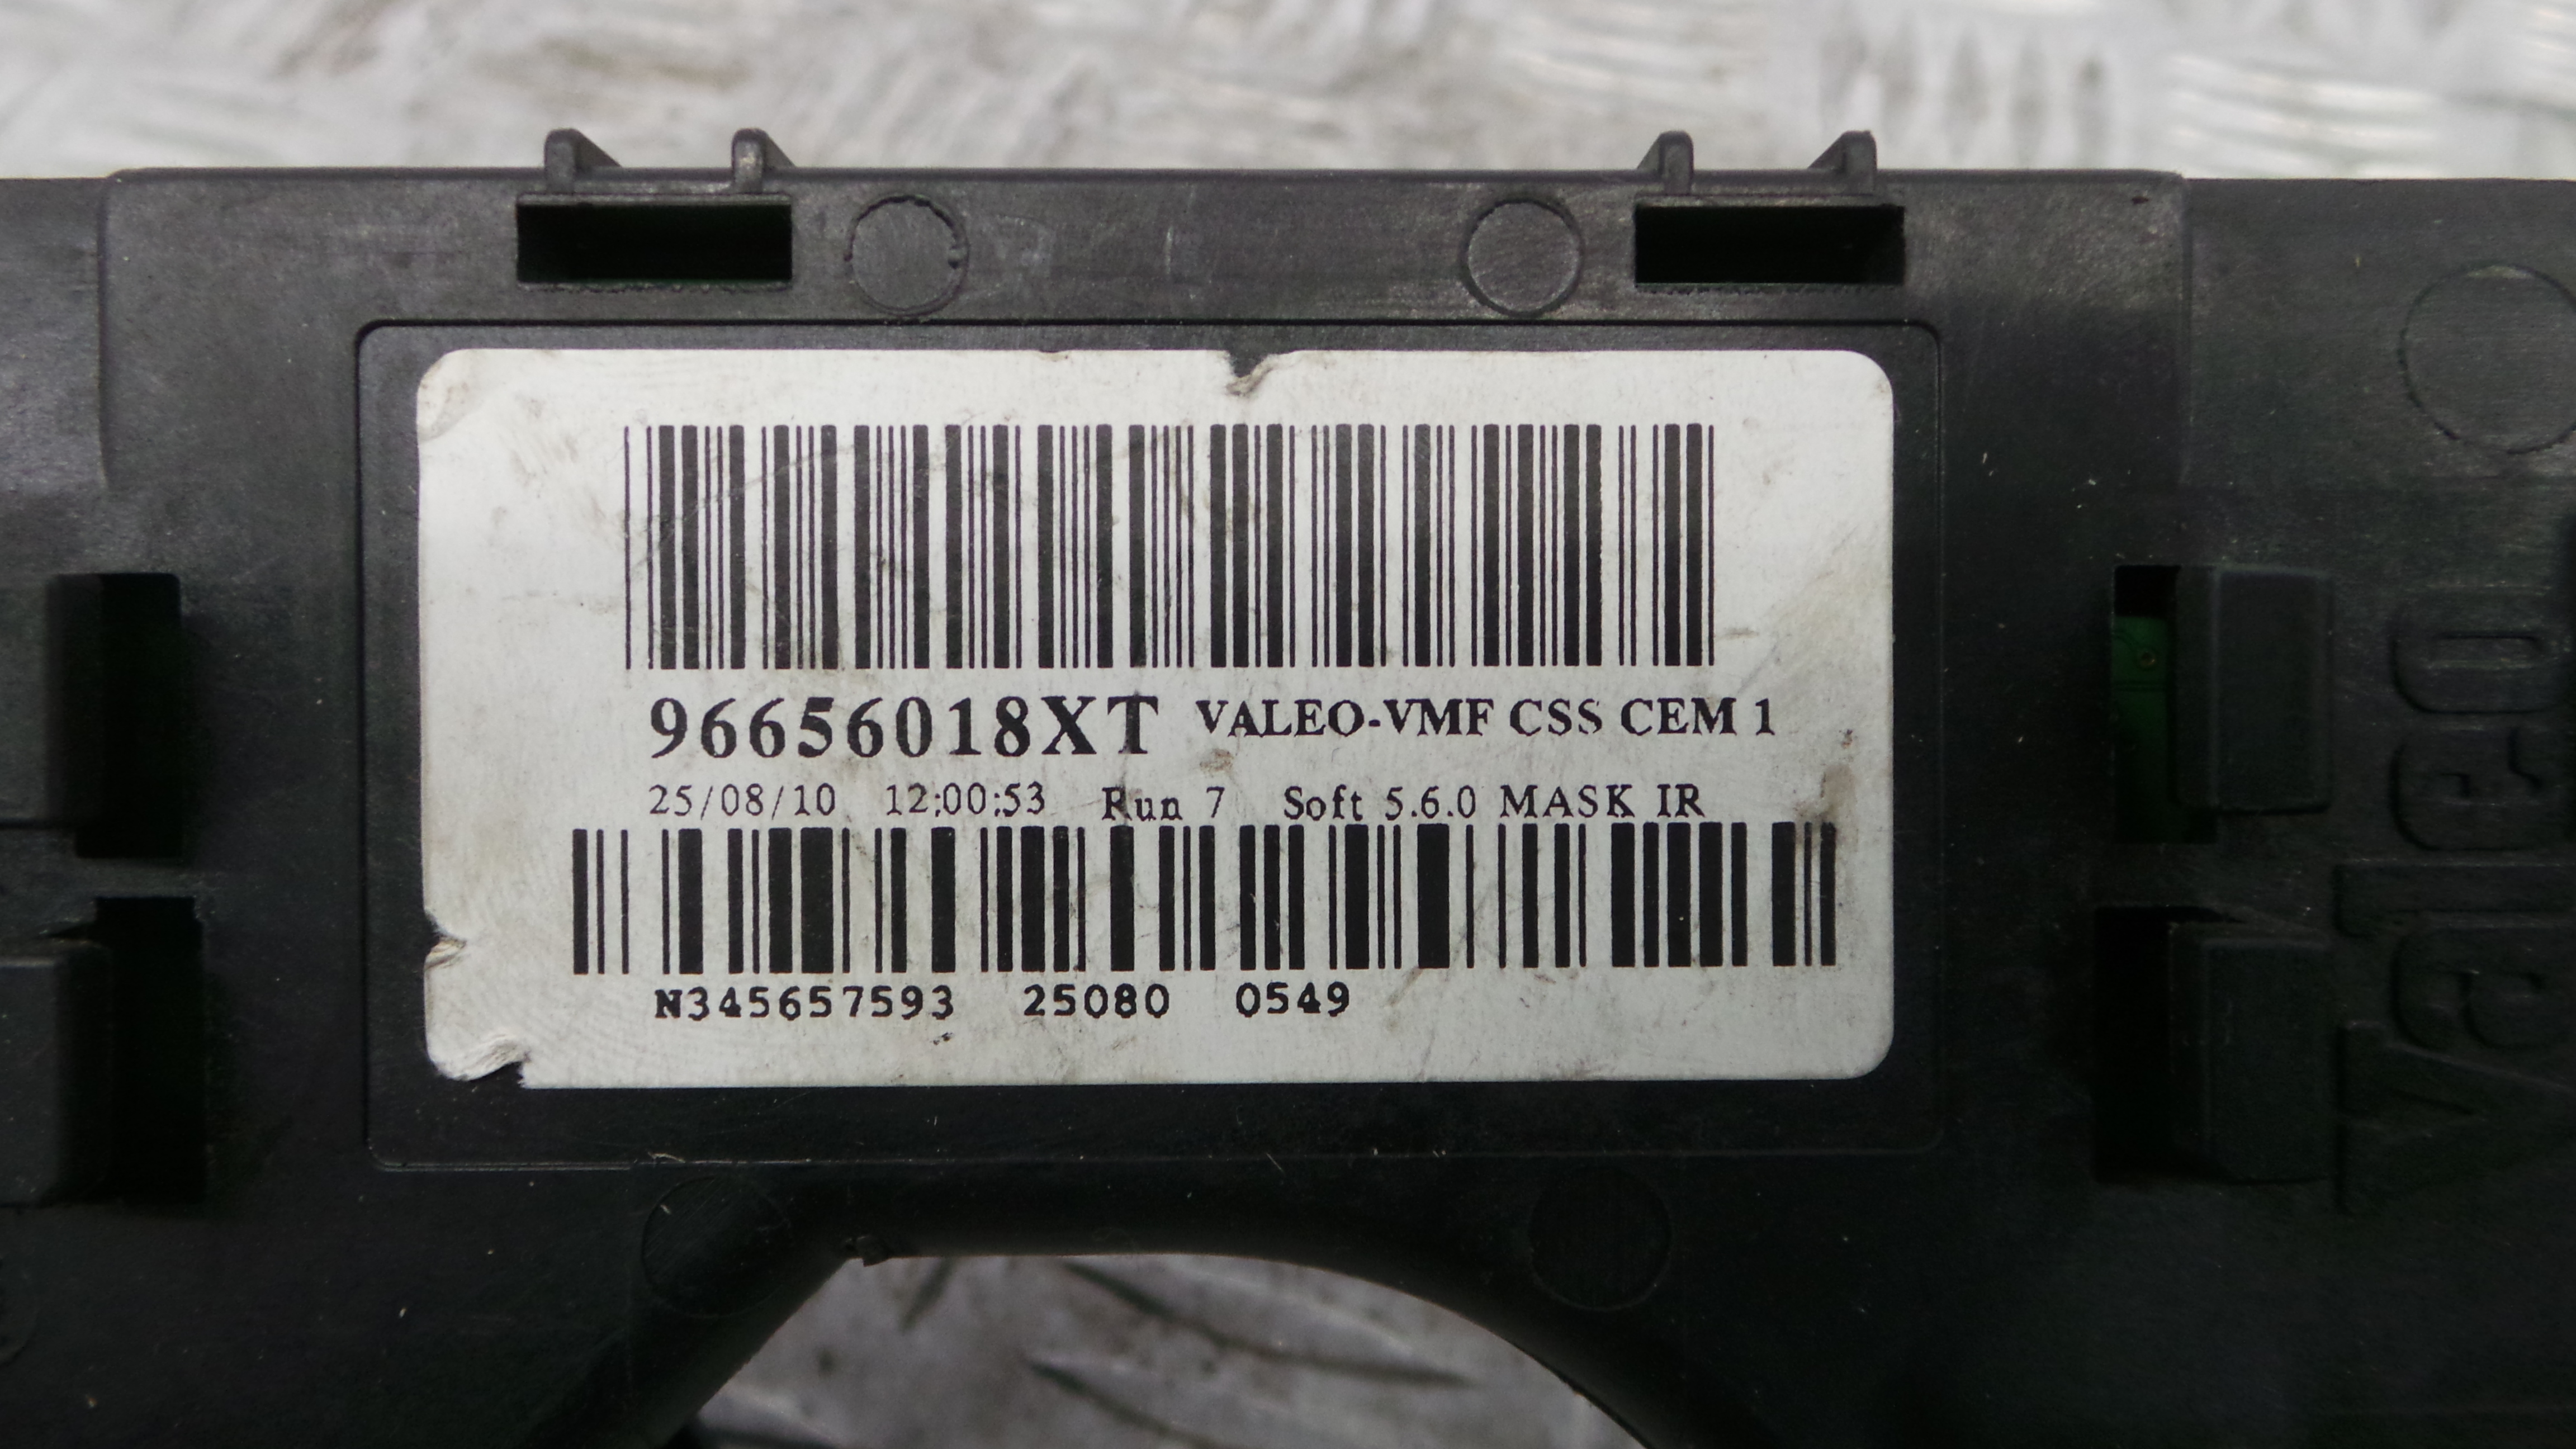 96656018XT VALEO-VMF CSS CEM 1
25/08/10 12:00:53 Run 7 Soft 5.6.0 MASK IR
N345657593 25080 0549
Valeo